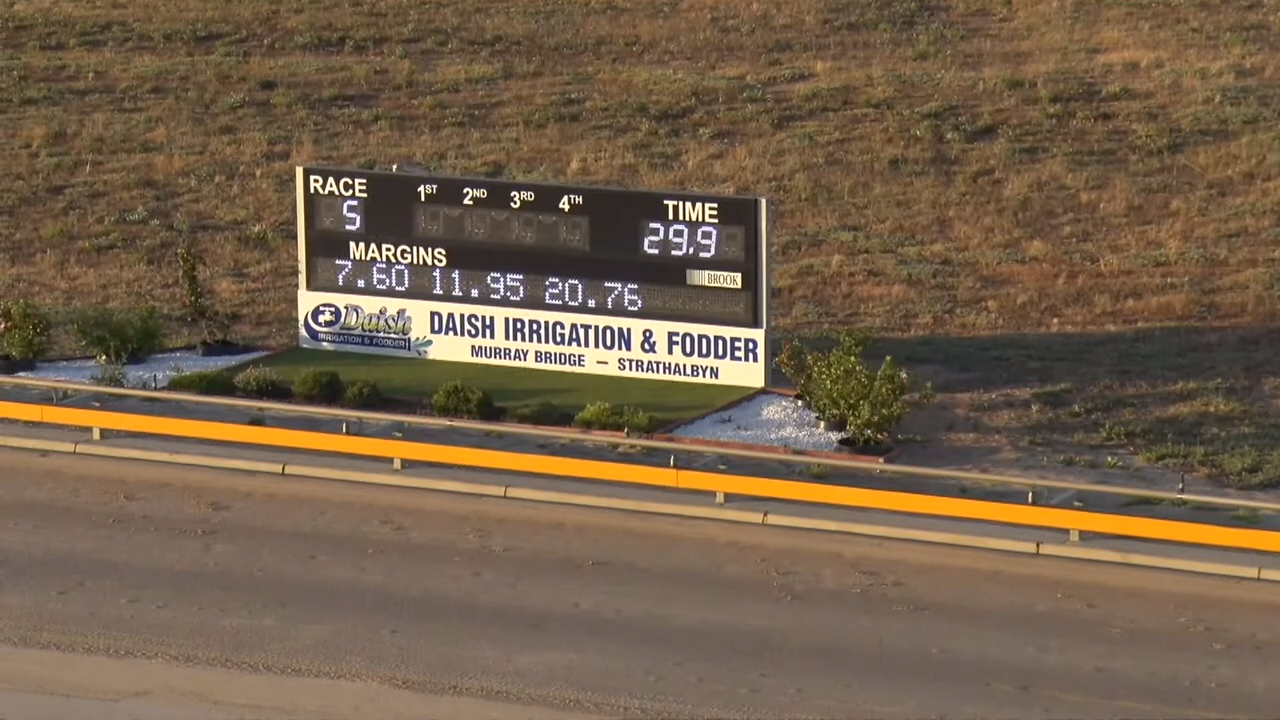 RACE 1ST 2ND 3RD 4TH TIME
5 29.9
MARGINS
7.60 11.95 20.76
BROOK
Daish
IRRIGATION & FODDER
DAISH IRRIGATION & FODDER
MURRAY BRIDGE — STRATHALBYN